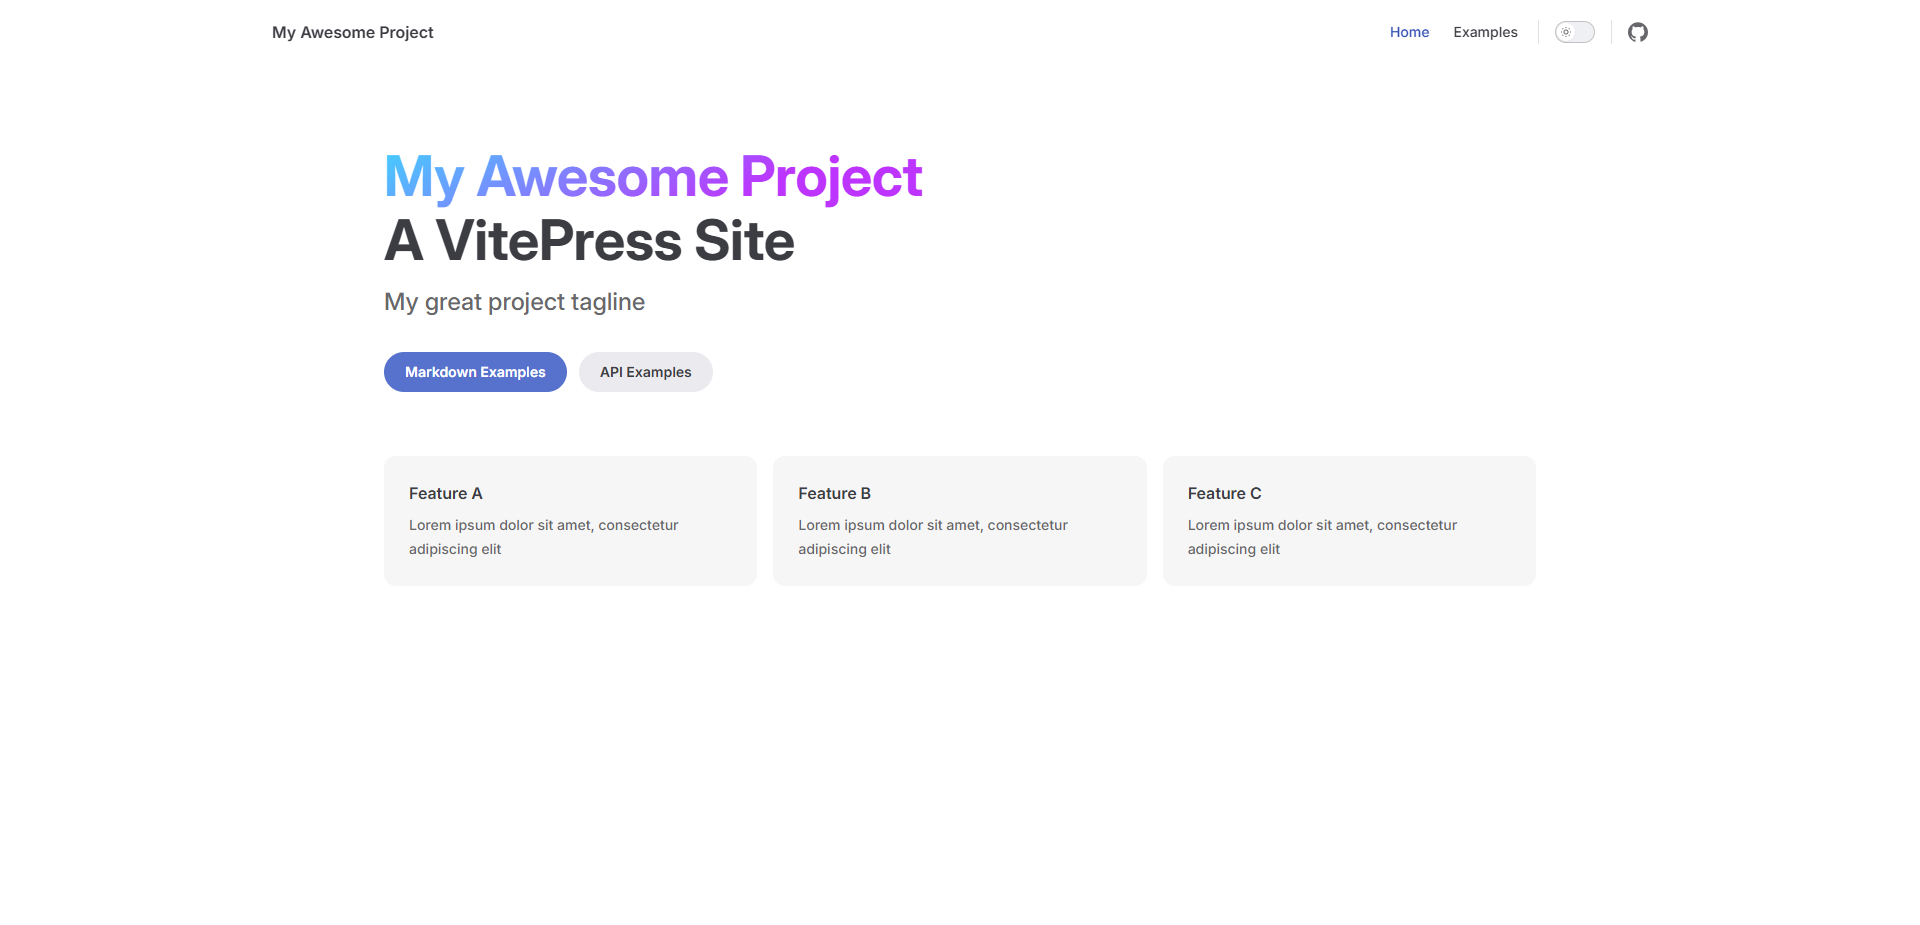 My Awesome Project
Home
Examples
My Awesome Project
A VitePress Site
My great project tagline
Markdown Examples
API Examples
Feature A
Lorem ipsum dolor sit amet, consectetur
adipiscing elit
Feature B
Lorem ipsum dolor sit amet, consectetur
adipiscing elit
Feature C
Lorem ipsum dolor sit amet, consectetur
adipiscing elit